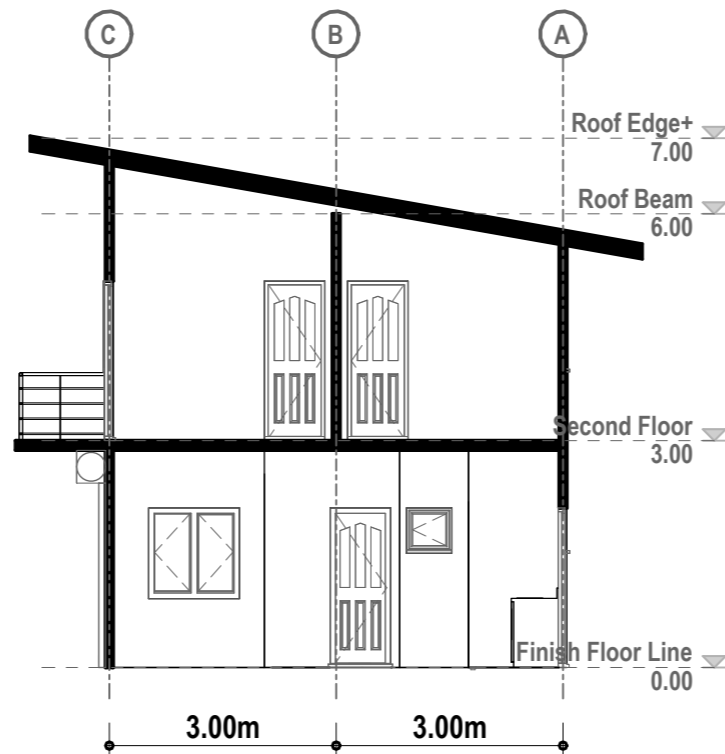 C
B
A
Roof Edge+
7.00
Roof Beam
6.00
Second Floor
3.00
Finish Floor Line
0.00
3.00m
3.00m